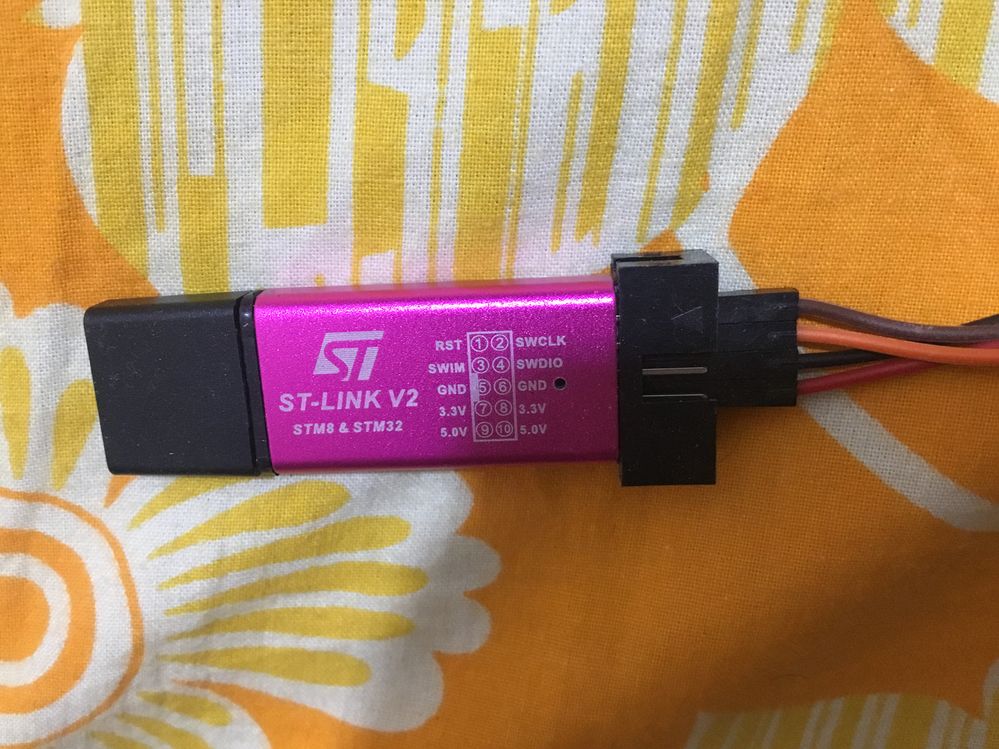 ST
ST-LINK V2
STM8 & STM32
RST 1 2 SWCLK
SWIM 3 4 SWDIO
GND 5 6 GND
3.3V 7 8 3.3V
5.0V 9 10 5.0V